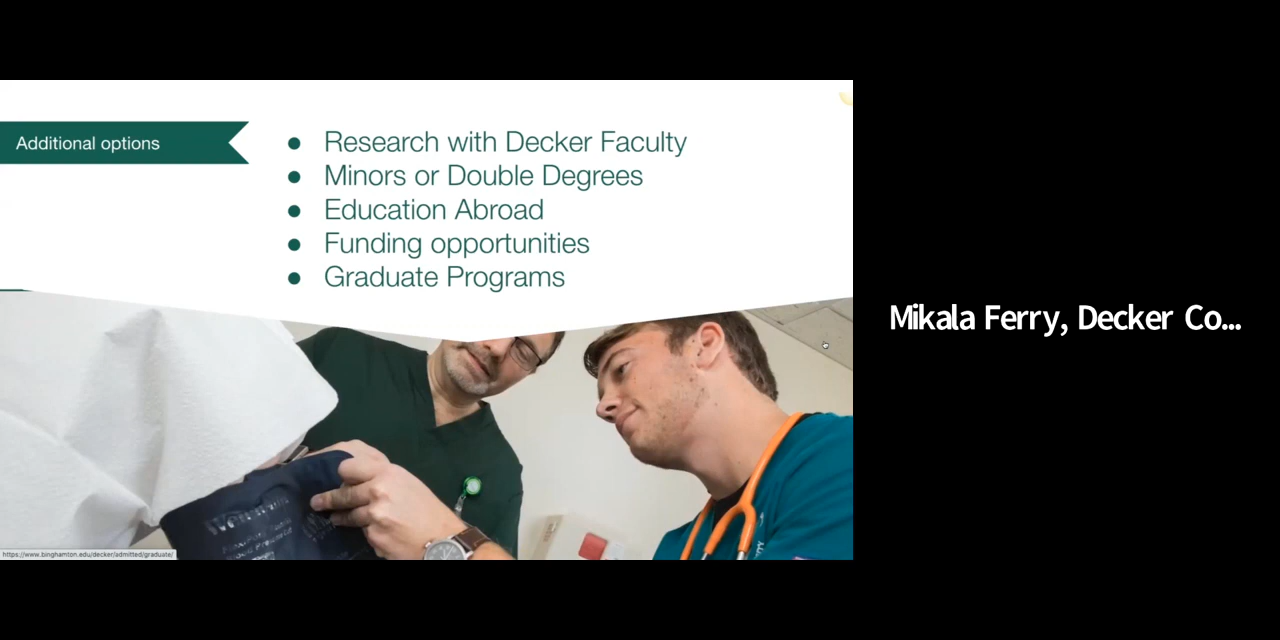 Additional options
● Research with Decker Faculty
● Minors or Double Degrees
● Education Abroad
● Funding opportunities
● Graduate Programs
Mikala Ferry, Decker Co...
https://www.binghamton.edu/decker/admitted/graduate/